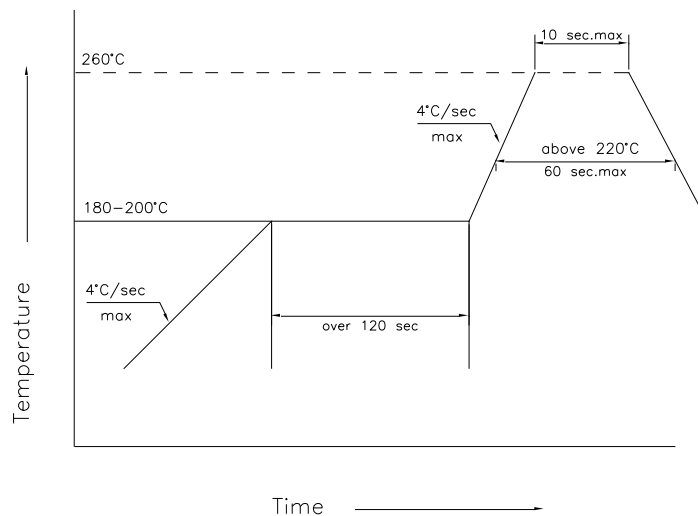 10 sec.max
260°C
4°C/sec
max
above 220°C
60 sec.max
180-200°C
4°C/sec
max
over 120 sec
Temperature
Time